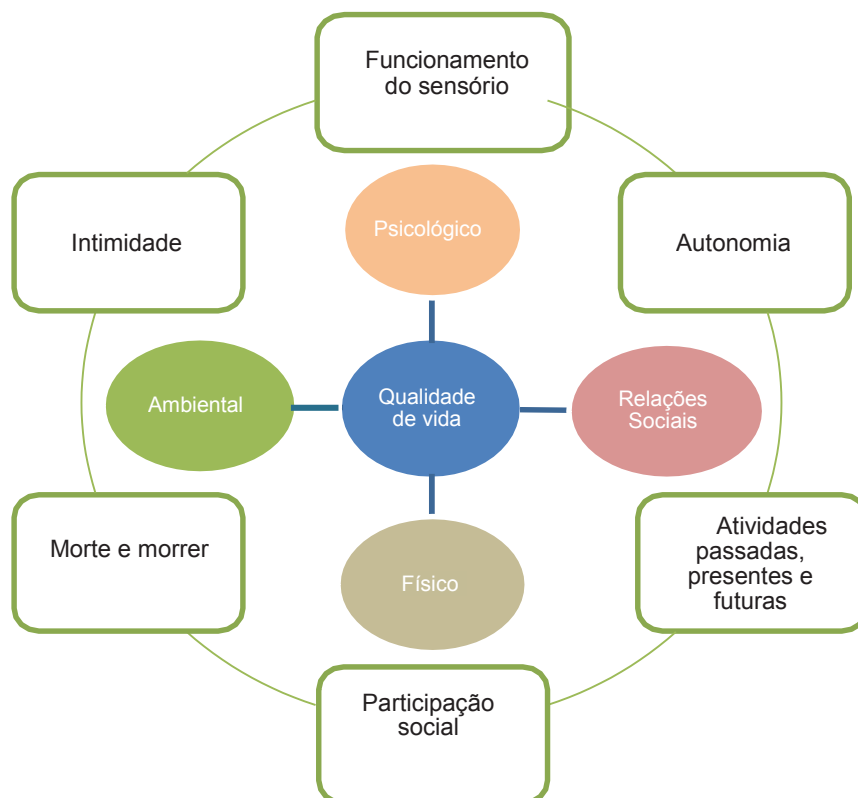 Funcionamento
do sensório
Psicológico
Intimidade
Autonomia
Ambiental
Qualidade
de vida
Relações
Sociais
Morte e morrer
Atividades
passadas,
presentes e
futuras
Físico
Participação
social